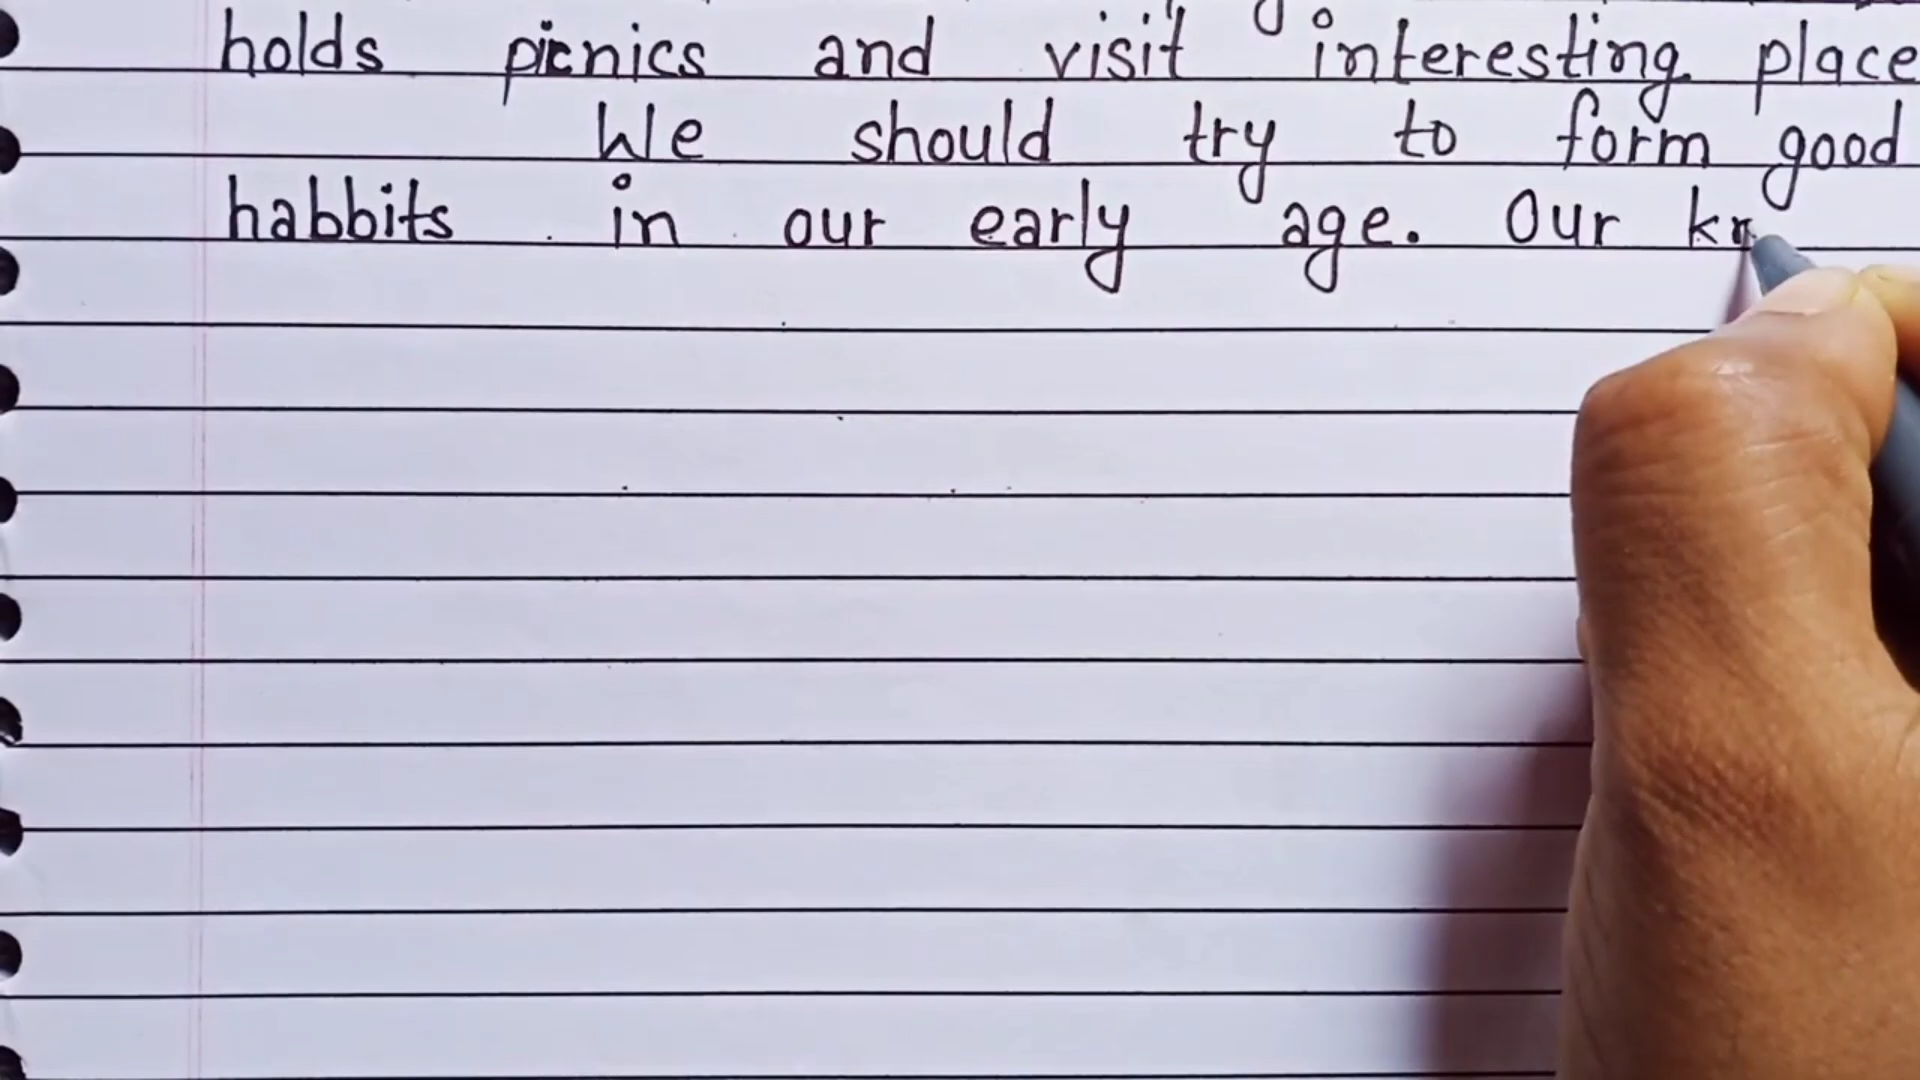 holds picnics and visit interesting place
We should try to form good
habbits in our early age. Our